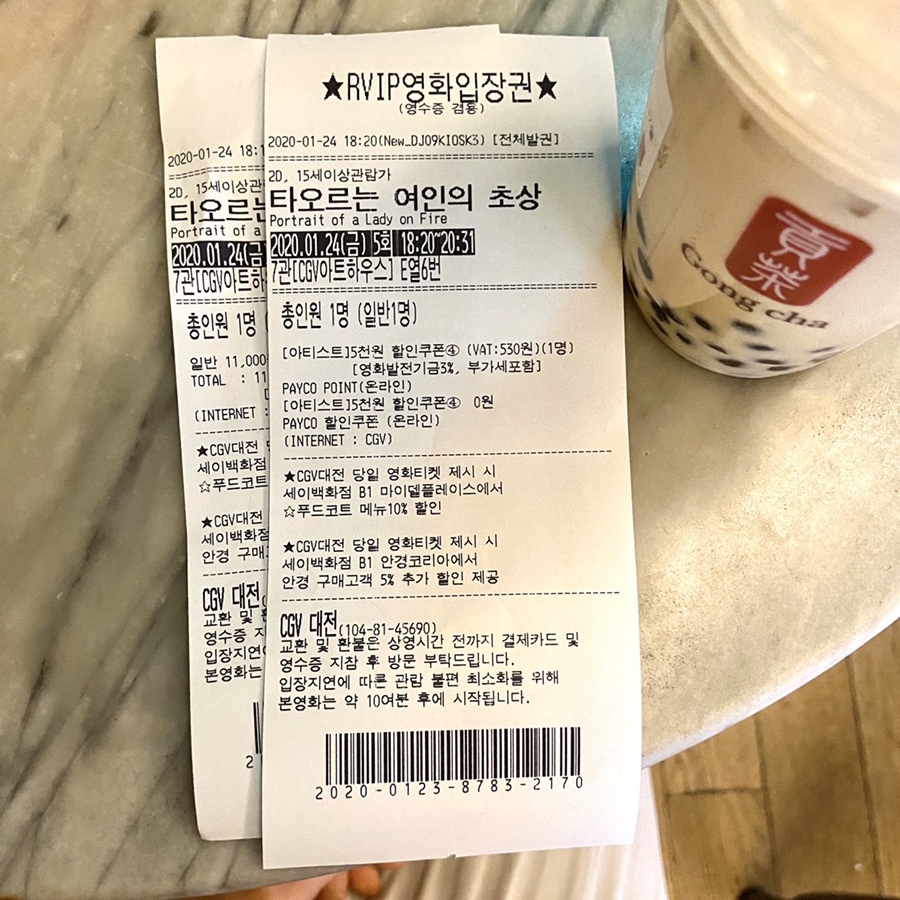 ★RVIP영화입장권★
(영수증 겸용)
2020-01-24 18:20(New_DJ09KIOSK3) [전체발권]
2D, 15세이상관람가
타오르는 여인의 초상
Portrait of a Lady on Fire
2020.01.24(금) 5회 18:20~20:31
7관[CGV아트하우스] E열6번
총인원 1명 (일반1명)
[아티스트]5천원 할인쿠폰④ (VAT:530원)(1명)
[영화발전기금3%, 부가세포함]
PAYCO POINT(온라인)
[아티스트]5천원 할인쿠폰④ 0원
PAYCO 할인쿠폰 (온라인)
(INTERNET : CGV)
★CGV대전 당일 영화티켓 제시 시
세이백화점 B1 마이델플레이스에서
☆푸드코트 메뉴10% 할인
★CGV대전 당일 영화티켓 제시 시
세이백화점 B1 안경코리아에서
안경 구매고객 5% 추가 할인 제공
CGV 대전(104-81-45690)
교환 및 환불은 상영시간 전까지 결제카드 및
영수증 지참 후 방문 부탁드립니다.
입장지연에 따른 관람 불편 최소화를 위해
본영화는 약 10여분 후에 시작됩니다.
2020-0123-8783-2170
2020-01-24 18:1
2D, 15세이상관
타오르는
Portrait of a
2020.01.24(금)
7관[CGV아트하
총인원 1명 (
일반 11,000
TOTAL : 11
(INTERNET :
★CGV대전
세이백화점
☆푸드코트
★CGV대전
세이백화점
안경 구매
CGV 대전(
교환 및 환
영수증 지
입장지연
본영화는
2
貢茶
Gong cha